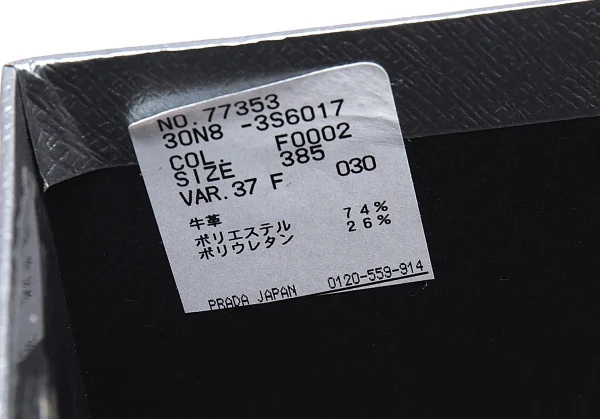 NO.77353
30N8 -3S6017
COL. F0002
SIZE 385
VAR.37 F 030
牛革
ポリエステル 74%
ポリウレタン 26%
PRADA JAPAN 0120-559-914